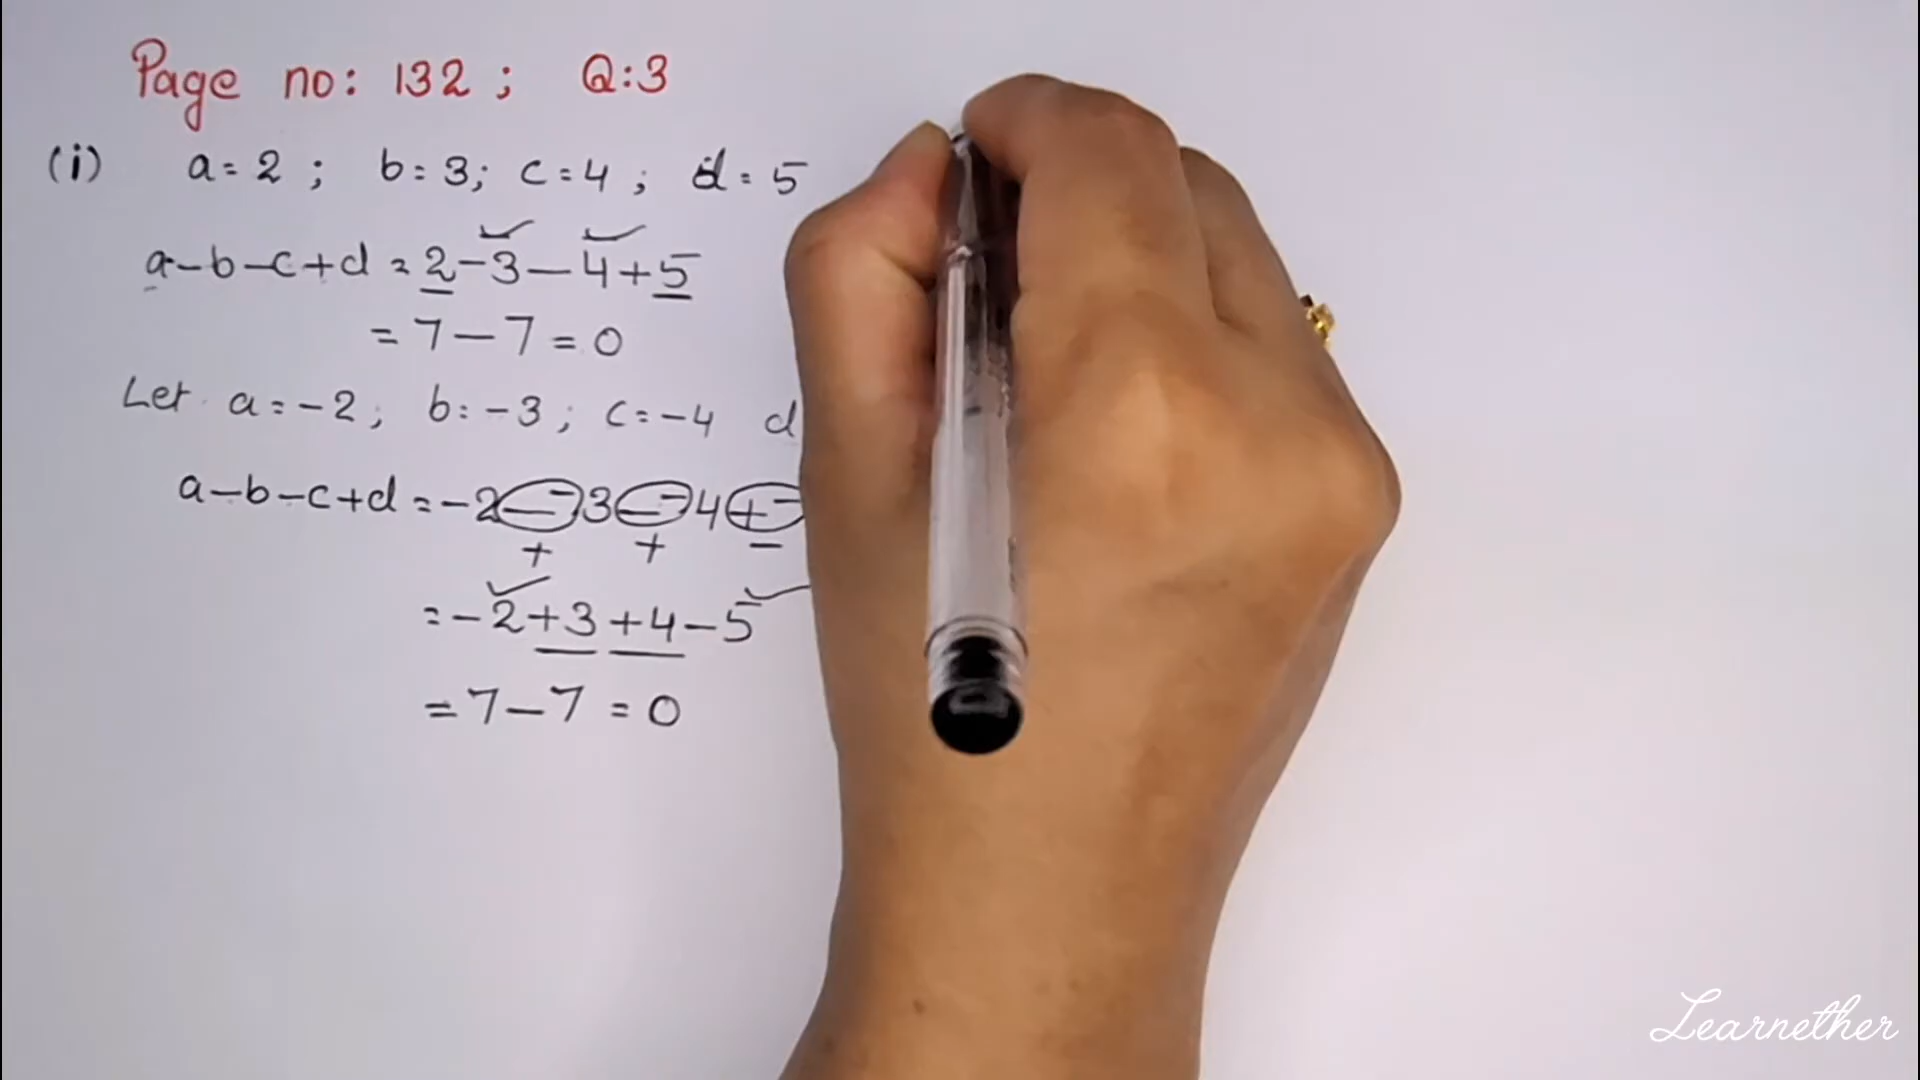 Page no: 132 ; Q:3
(i) a = 2 ; b = 3; c = 4 ; d = 5
a-b-c+d = 2-3-4+5
= 7-7 = 0
Let a = -2 ; b = -3 ; c = -4 d
a-b-c+d = -2--3--4+-
+ + -
= -2+3+4-5
= 7-7 = 0
Learnether